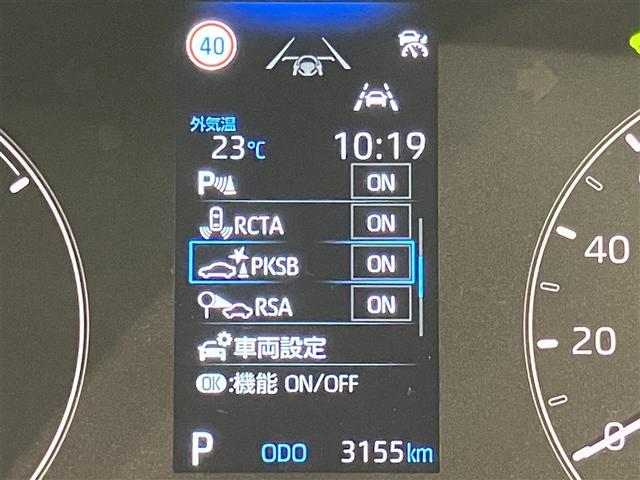 40
外気温
23℃ 10:19
P ON
RCTA ON
PKSB ON
RSA ON
車両設定
OK:機能 ON/OFF
P ODO 3155km
40
20
0